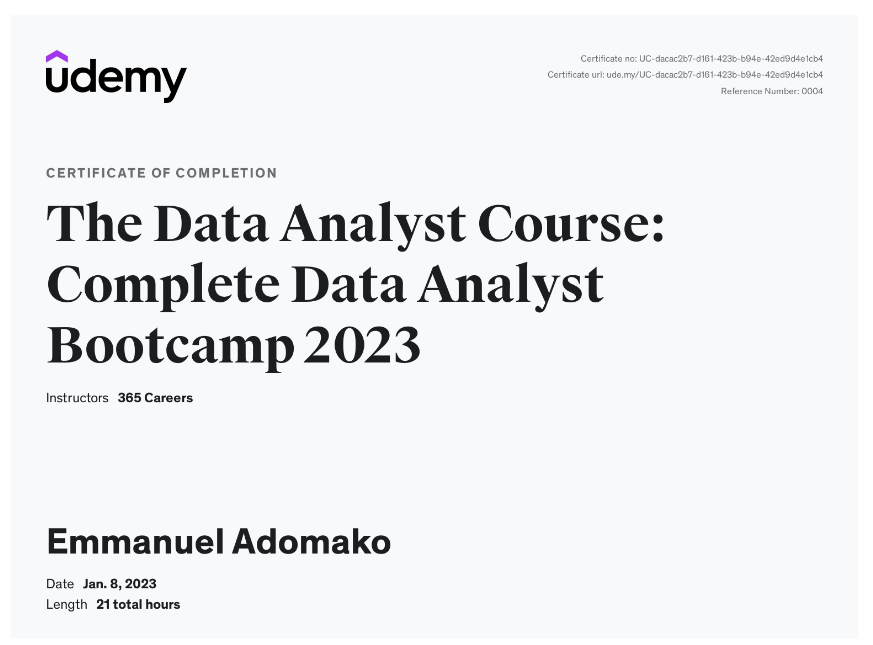 udemy
Certificate no: UC-dacac2b7-d161-423b-b94e-42ed9d4e1cb4
Certificate url: ude.my/UC-dacac2b7-d161-423b-b94e-42ed9d4e1cb4
Reference Number: 0004
CERTIFICATE OF COMPLETION
The Data Analyst Course:
Complete Data Analyst
Bootcamp 2023
Instructors 365 Careers
Emmanuel Adomako
Date Jan. 8, 2023
Length 21 total hours